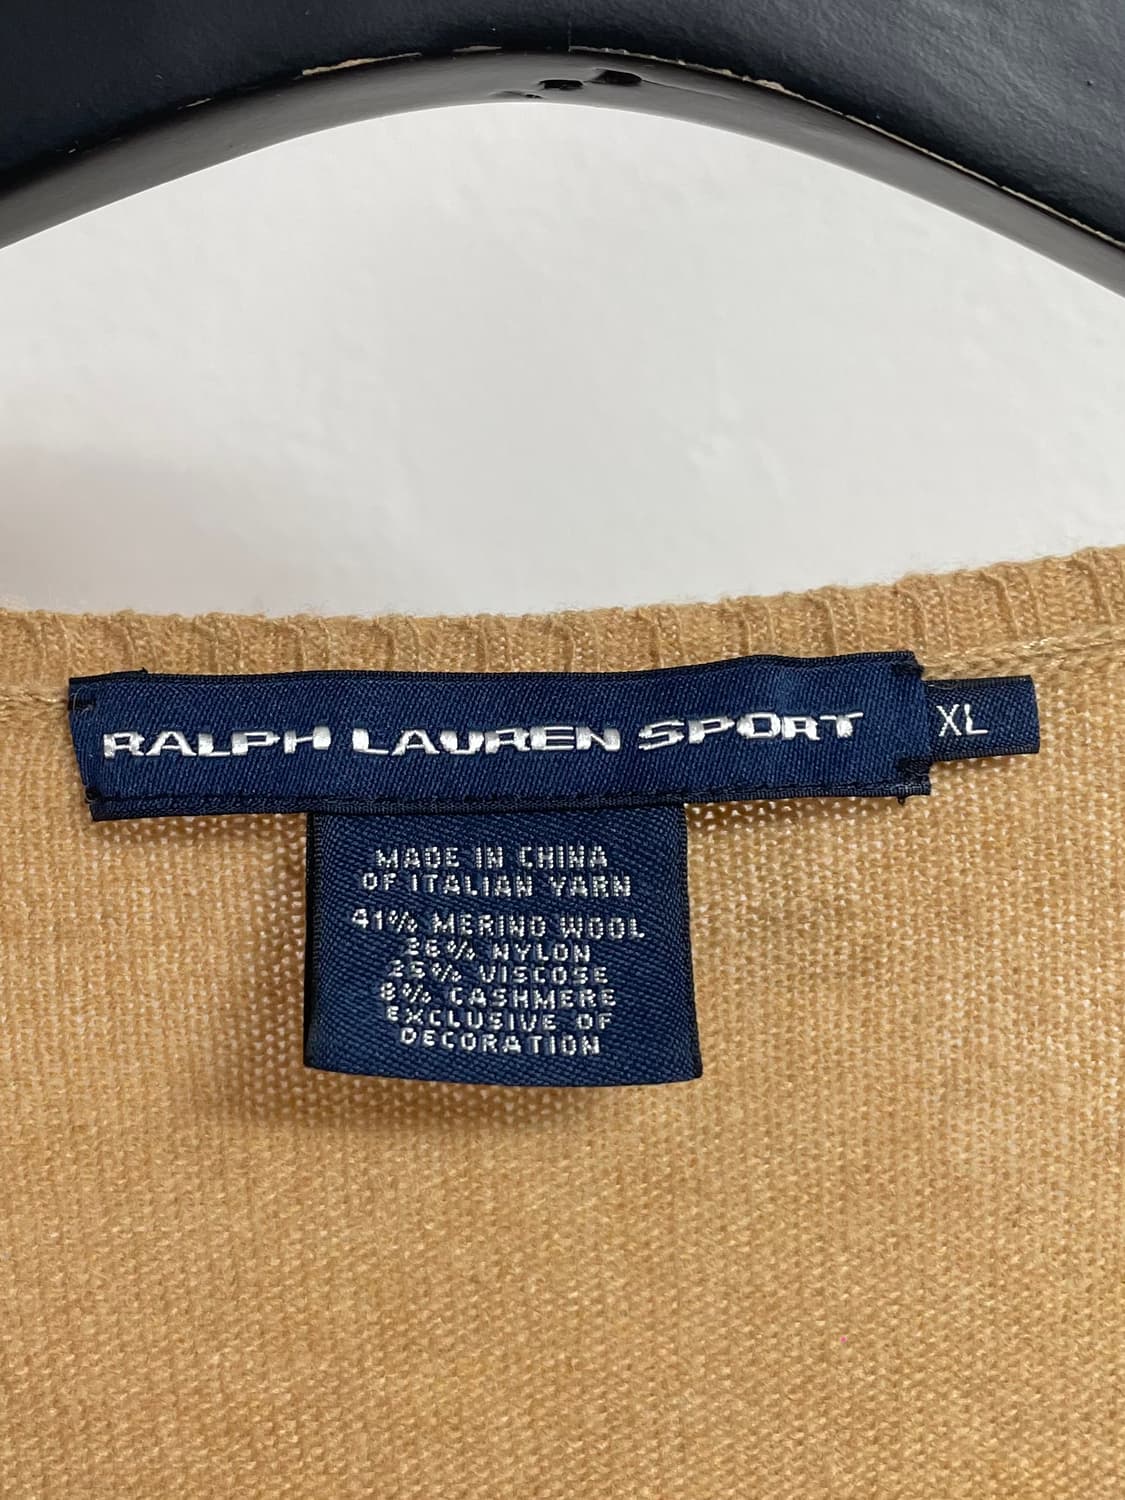 RALPH LAUREN SPORT
XL
MADE IN CHINA
OF ITALIAN YARN
41% MERINO WOOL
26% NYLON
25% VISCOSE
8% CASHMERE
EXCLUSIVE OF
DECORATION